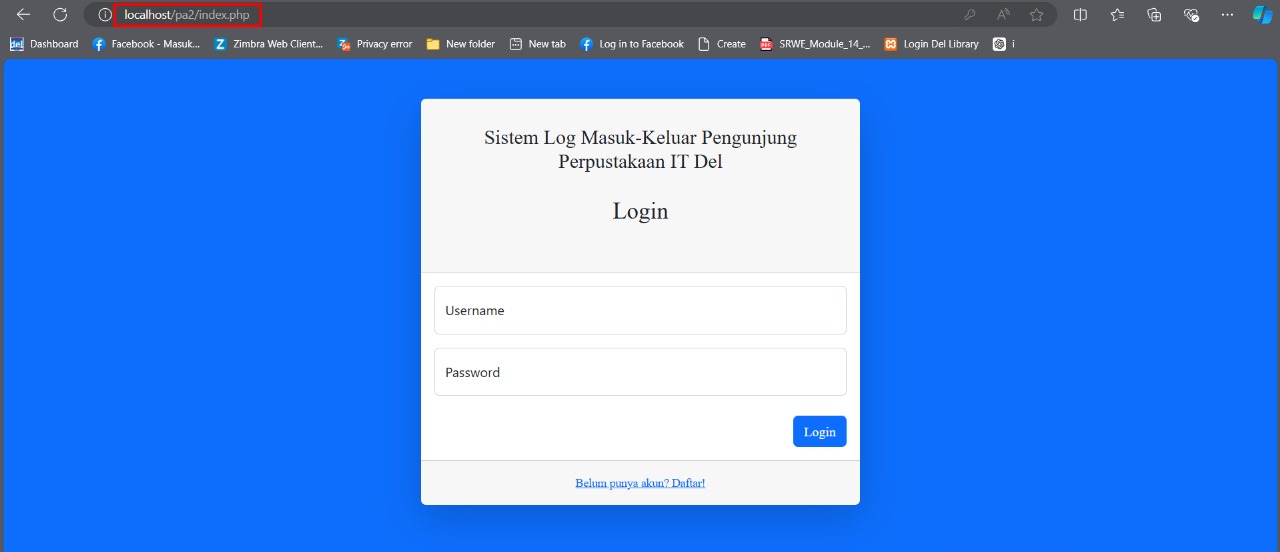 localhost/pa2/index.php
Dashboard Facebook - Masuk... Zimbra Web Client... Privacy error New folder New tab Log in to Facebook Create SRWE_Module_14_... Login Del Library i
Sistem Log Masuk-Keluar Pengunjung
Perpustakaan IT Del
Login
Username
Password
Login
Belum punya akun? Daftar!